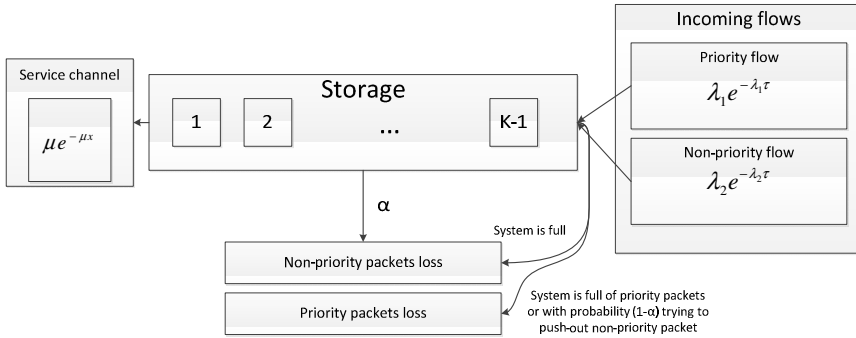 Incoming flows
Service channel
Storage
Priority flow
λ₁e^{-λ₁τ}
μe^{-μx}
1
2
...
K-1
Non-priority flow
λ₂e^{-λ₂τ}
α
System is full
Non-priority packets loss
Priority packets loss
System is full of priority packets
or with probability (1-α) trying to
push-out non-priority packet